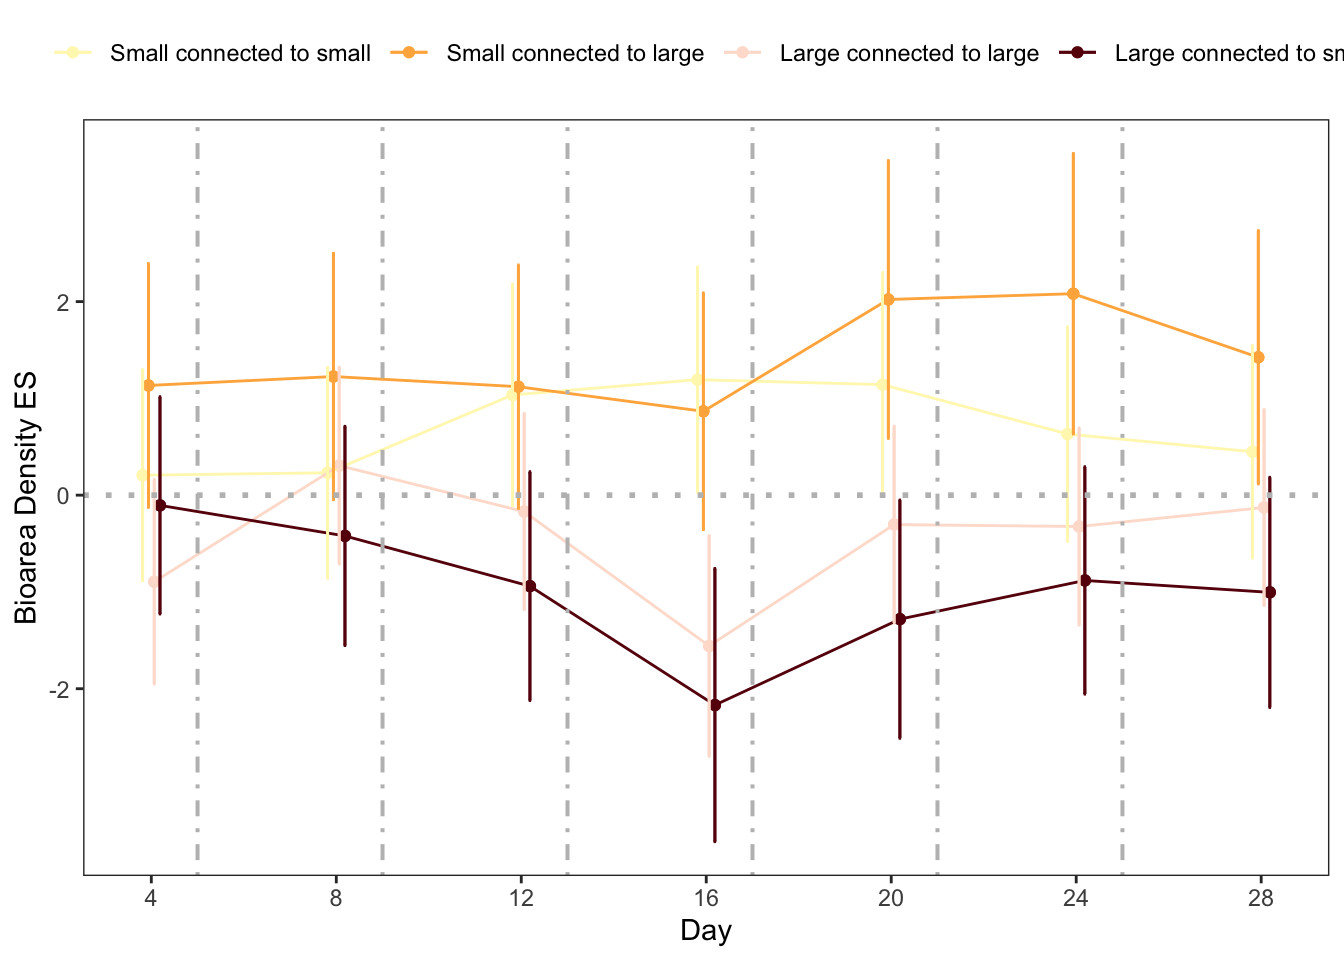 Small connected to small Small connected to large Large connected to large Large connected to
Bioarea Density ES
2
0
-2
4 8 12 16 20 24 28
Day